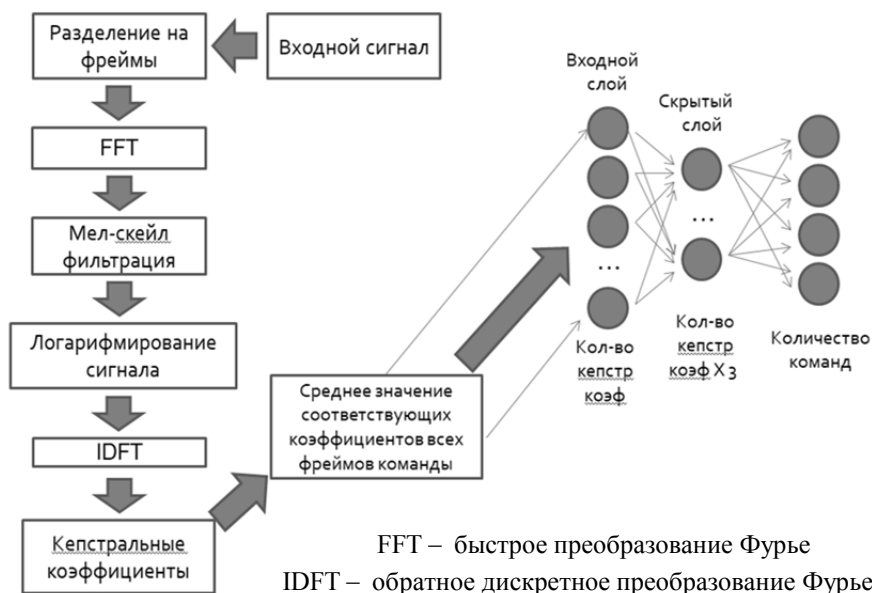 Входной сигнал
Разделение на
фреймы
FFT
Мел-скейл
фильтрация
Логарифмирование
сигнала
IDFT
Кепстральные
коэффициенты
Среднее значение
соответствующих
коэффициентов всех
фреймов команды
Входной
слой
...
Кол-во
кепстр
коэф
Скрытый
слой
...
Кол-во
кепстр
коэф X 3
Количество
команд
FFT – быстрое преобразование Фурье
IDFT – обратное дискретное преобразование Фурье